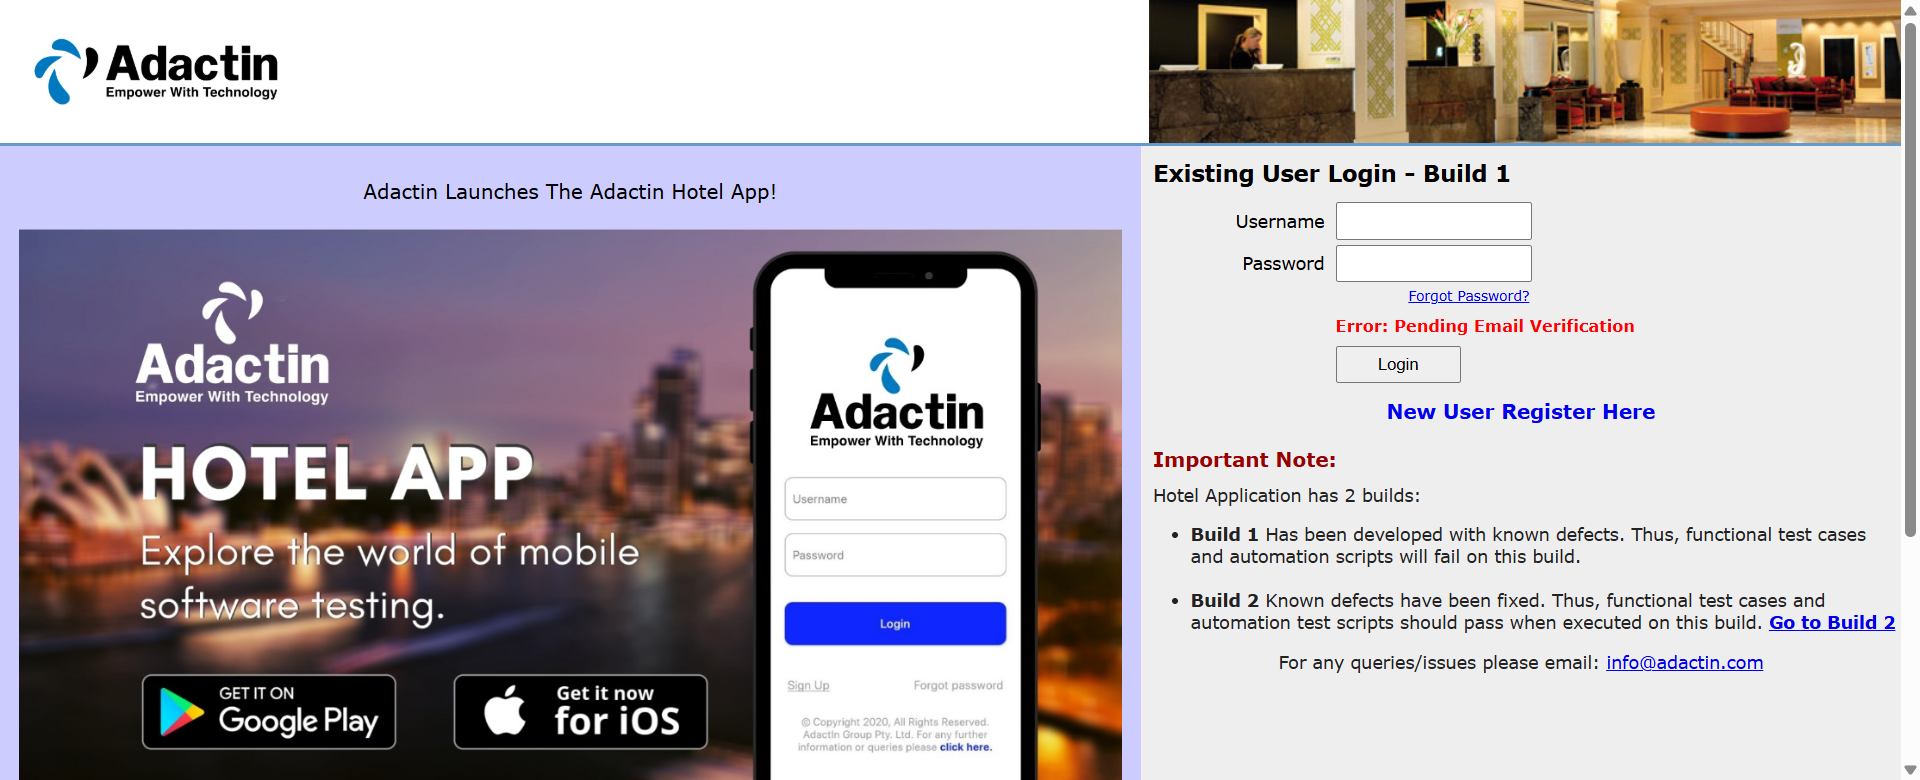 Adactin
Empower With Technology
Adactin Launches The Adactin Hotel App!
Adactin
Empower With Technology
HOTEL APP
Explore the world of mobile
software testing.
GET IT ON
Google Play
Get it now
for iOS
Adactin
Empower With Technology
Username
Password
Login
Sign Up Forgot password
© Copyright 2020, All Rights Reserved.
AdactIn Group Pty. Ltd. For any further
information or queries please click here.
Existing User Login - Build 1
Username
Password
Forgot Password?
Error: Pending Email Verification
Login
New User Register Here
Important Note:
Hotel Application has 2 builds:
• Build 1 Has been developed with known defects. Thus, functional test cases
and automation scripts will fail on this build.
• Build 2 Known defects have been fixed. Thus, functional test cases and
automation test scripts should pass when executed on this build. Go to Build 2
For any queries/issues please email: info@adactin.com